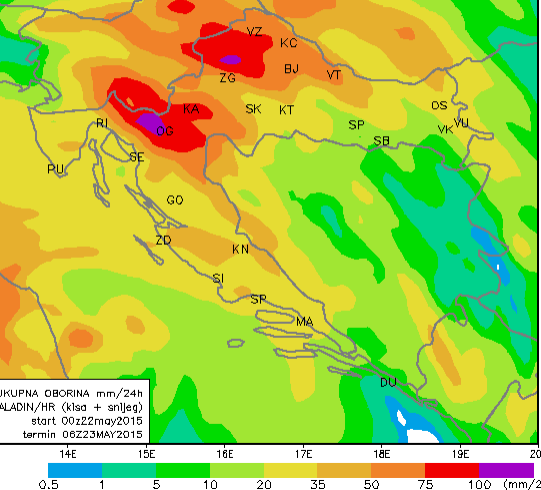 VZ
KC
ZG
BJ
VT
KA
SK
KT
OS
RI
OG
SP
VK
VU
SE
SB
PU
GO
ZD
KN
SI
SP
MA
DU
UKUPNA OBORINA mm/24h
ALADIN/HR (kisa + snijeg)
start 00z22may2015
termin 06Z23MAY2015
14E 15E 16E 17E 18E 19E 20
0.5 1 5 10 20 35 50 75 100 (mm/2